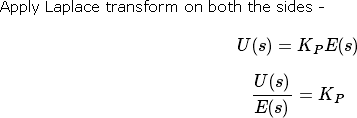 Apply Laplace transform on both the sides -
U(s) = K_P E(s)
U(s)/E(s) = K_P